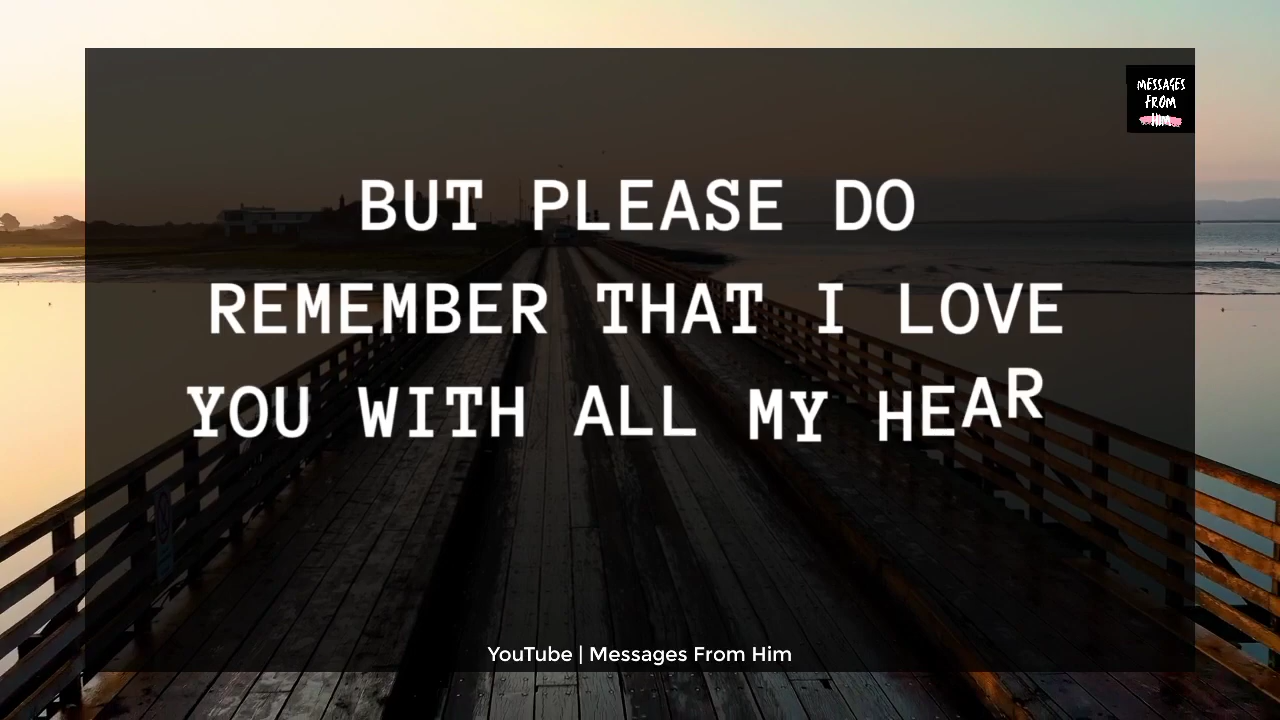 MESSAGES
FROM
HIM
BUT PLEASE DO
REMEMBER THAT I LOVE
YOU WITH ALL MY HEAR
YouTube | Messages From Him